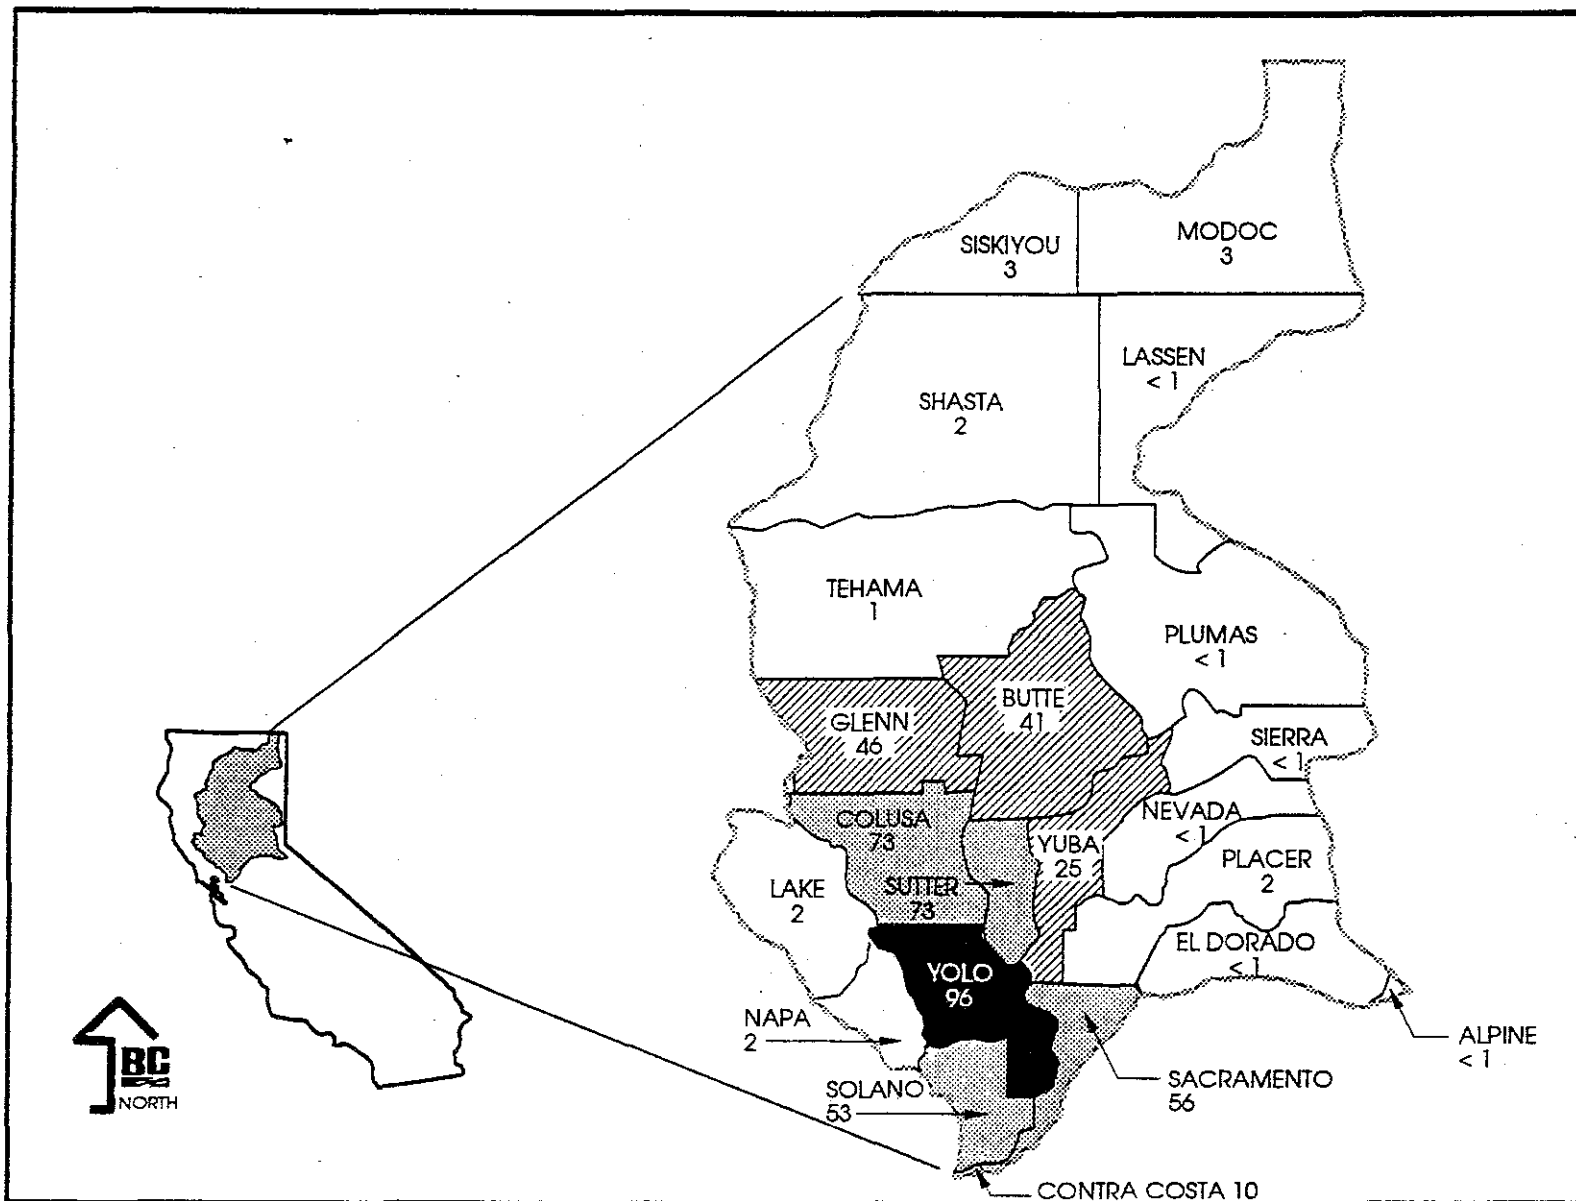 SISKIYOU
3
MODOC
3
LASSEN
< 1
SHASTA
2
TEHAMA
1
PLUMAS
< 1
BUTTE
41
GLENN
46
SIERRA
< 1
NEVADA
< 1
COLUSA
73
YUBA
25
PLACER
2
LAKE
2
SUTTER
73
EL DORADO
< 1
YOLO
96
NAPA
2
ALPINE
< 1
SACRAMENTO
56
SOLANO
53
CONTRA COSTA 10
BC
NORTH